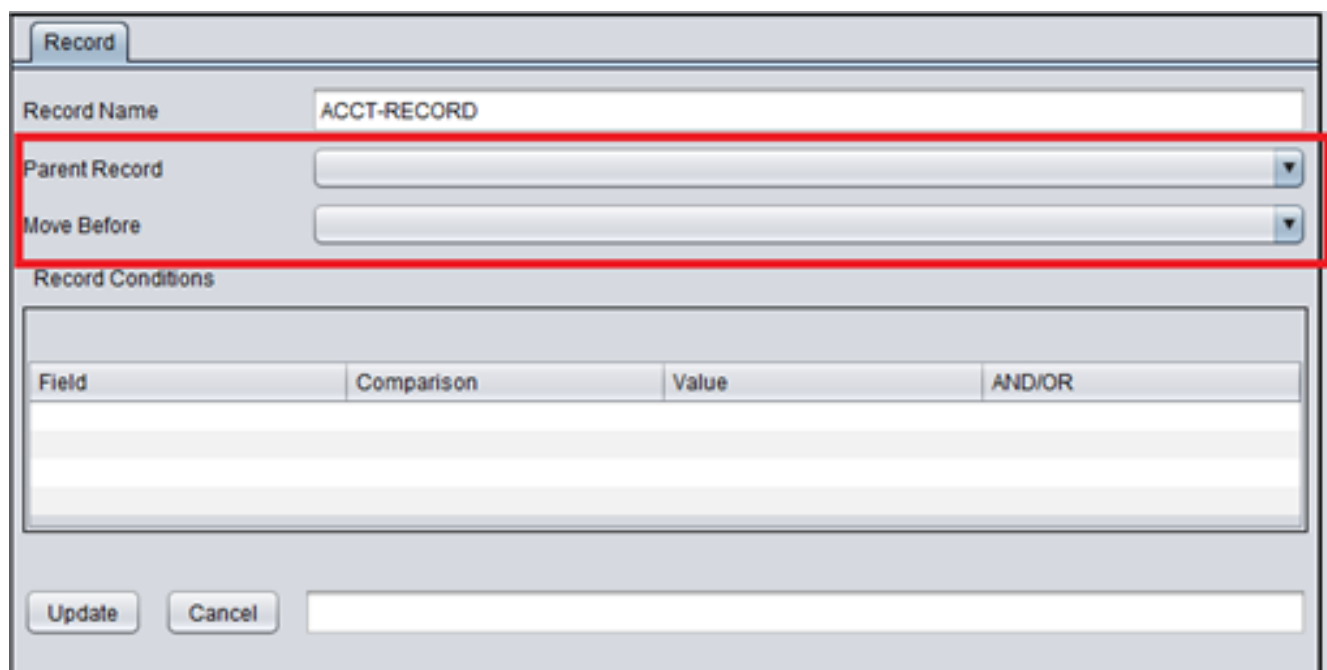 Record
Record Name ACCT-RECORD
Parent Record
Move Before
Record Conditions
Field Comparison Value AND/OR
Update Cancel